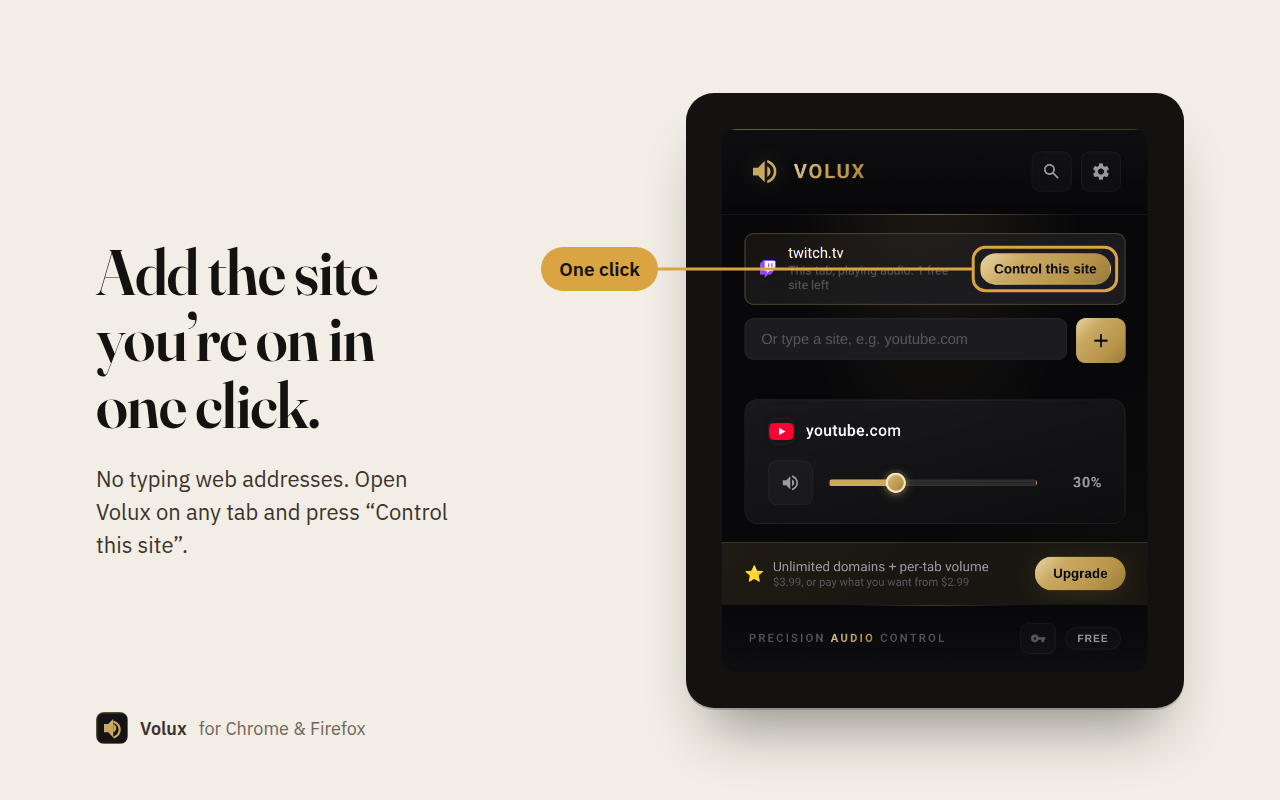 Add the site
you're on in
one click.
No typing web addresses. Open
Volux on any tab and press “Control
this site”.
Volux for Chrome & Firefox
One click
VOLUX
twitch.tv
This tab, playing audio. 1 free
site left
Control this site
Or type a site, e.g. youtube.com
+
youtube.com
30%
Unlimited domains + per-tab volume
$3.99, or pay what you want from $2.99
Upgrade
PRECISION AUDIO CONTROL
FREE